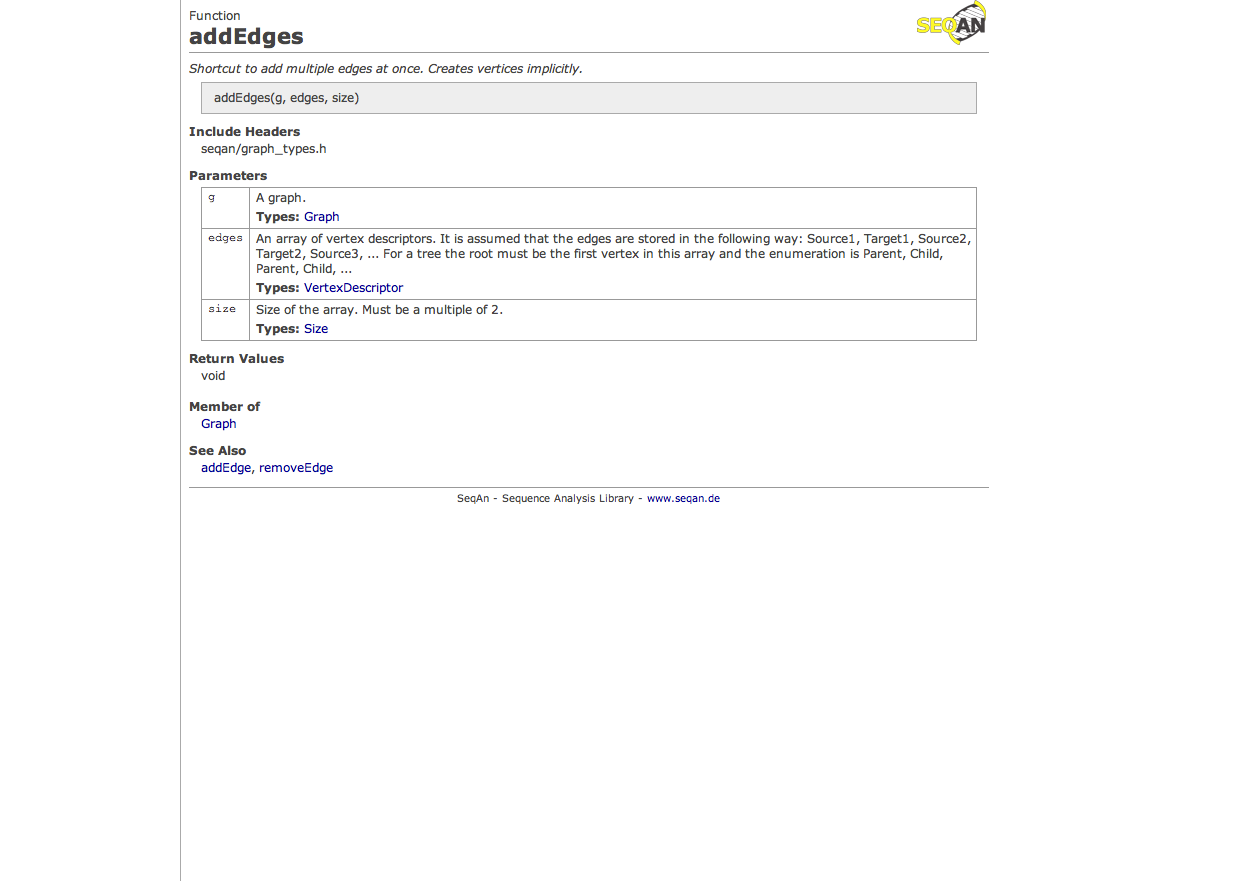 Function
addEdges
SEQAN
Shortcut to add multiple edges at once. Creates vertices implicitly.
addEdges(g, edges, size)
Include Headers
seqan/graph_types.h
Parameters
g
A graph.
Types: Graph
edges
An array of vertex descriptors. It is assumed that the edges are stored in the following way: Source1, Target1, Source2,
Target2, Source3, ... For a tree the root must be the first vertex in this array and the enumeration is Parent, Child,
Parent, Child, ...
Types: VertexDescriptor
size
Size of the array. Must be a multiple of 2.
Types: Size
Return Values
void
Member of
Graph
See Also
addEdge, removeEdge
SeqAn - Sequence Analysis Library - www.seqan.de